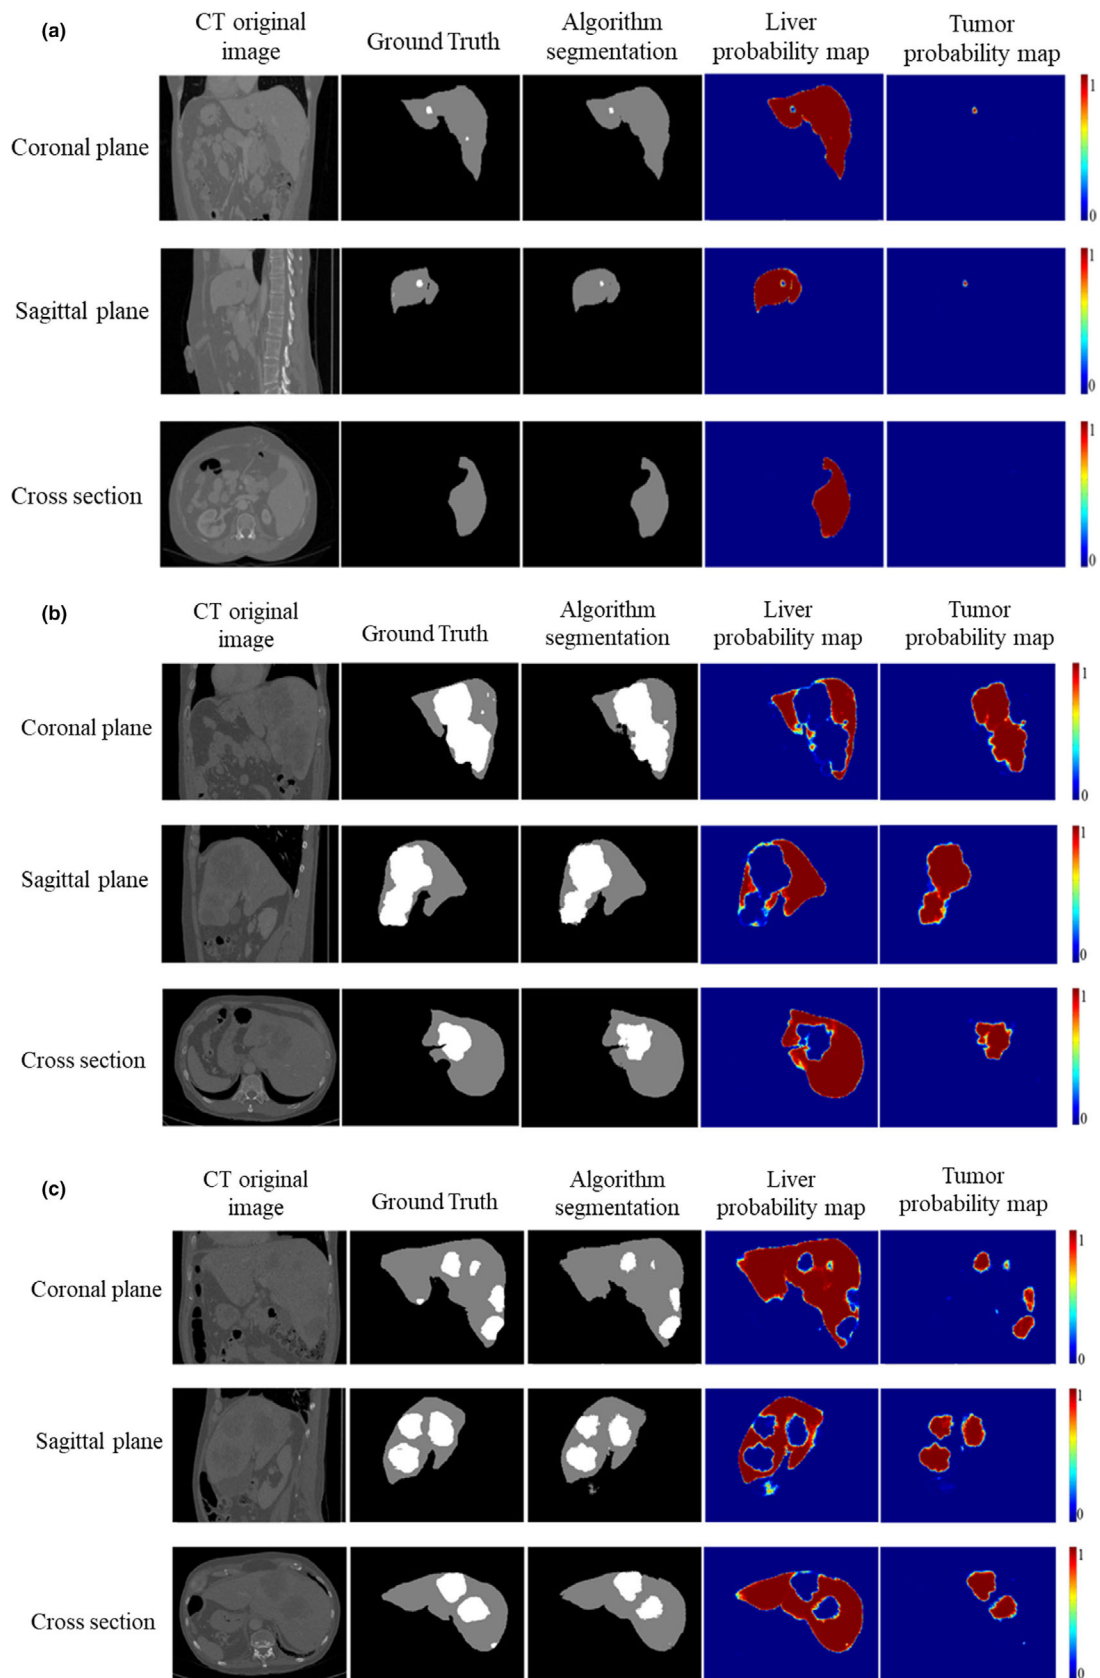 (a)
CT original
image
Ground Truth
Algorithm
segmentation
Liver
probability map
Tumor
probability map
Coronal plane
1
0
Sagittal plane
1
0
Cross section
1
0
(b)
CT original
image
Ground Truth
Algorithm
segmentation
Liver
probability map
Tumor
probability map
Coronal plane
1
0
Sagittal plane
1
0
Cross section
1
0
(c)
CT original
image
Ground Truth
Algorithm
segmentation
Liver
probability map
Tumor
probability map
Coronal plane
1
0
Sagittal plane
1
0
Cross section
1
0